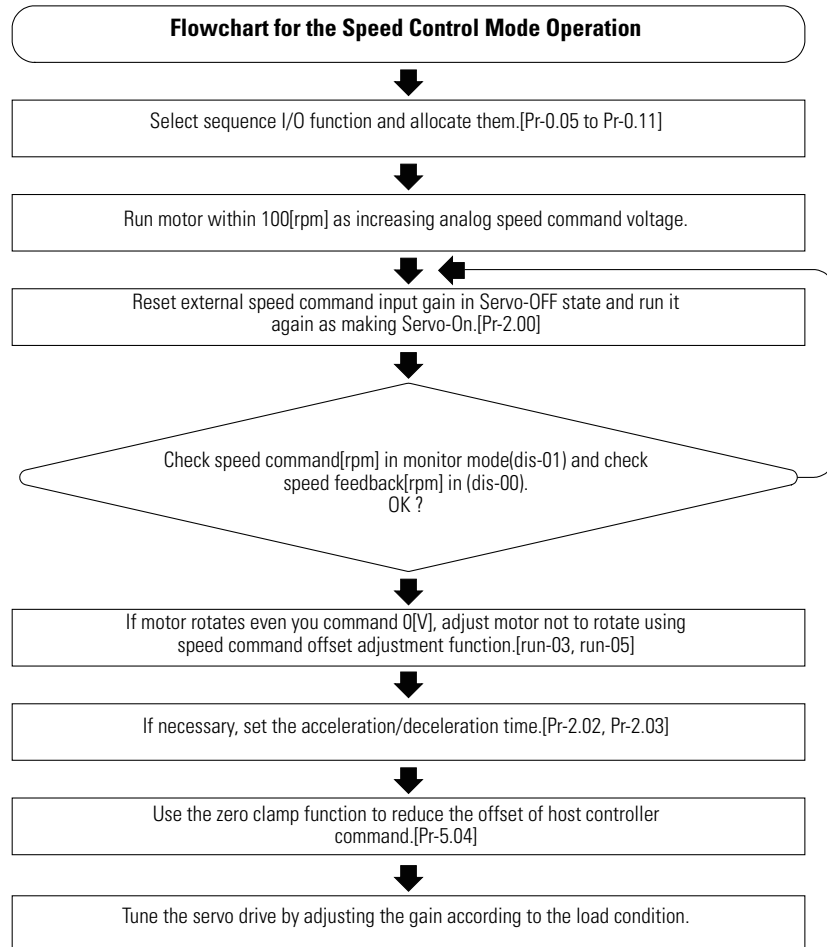 Flowchart for the Speed Control Mode Operation
Select sequence I/O function and allocate them.[Pr-0.05 to Pr-0.11]
Run motor within 100[rpm] as increasing analog speed command voltage.
Reset external speed command input gain in Servo-OFF state and run it
again as making Servo-On.[Pr-2.00]
Check speed command[rpm] in monitor mode(dis-01) and check
speed feedback[rpm] in (dis-00).
OK ?
If motor rotates even you command 0[V], adjust motor not to rotate using
speed command offset adjustment function.[run-03, run-05]
If necessary, set the acceleration/deceleration time.[Pr-2.02, Pr-2.03]
Use the zero clamp function to reduce the offset of host controller
command.[Pr-5.04]
Tune the servo drive by adjusting the gain according to the load condition.